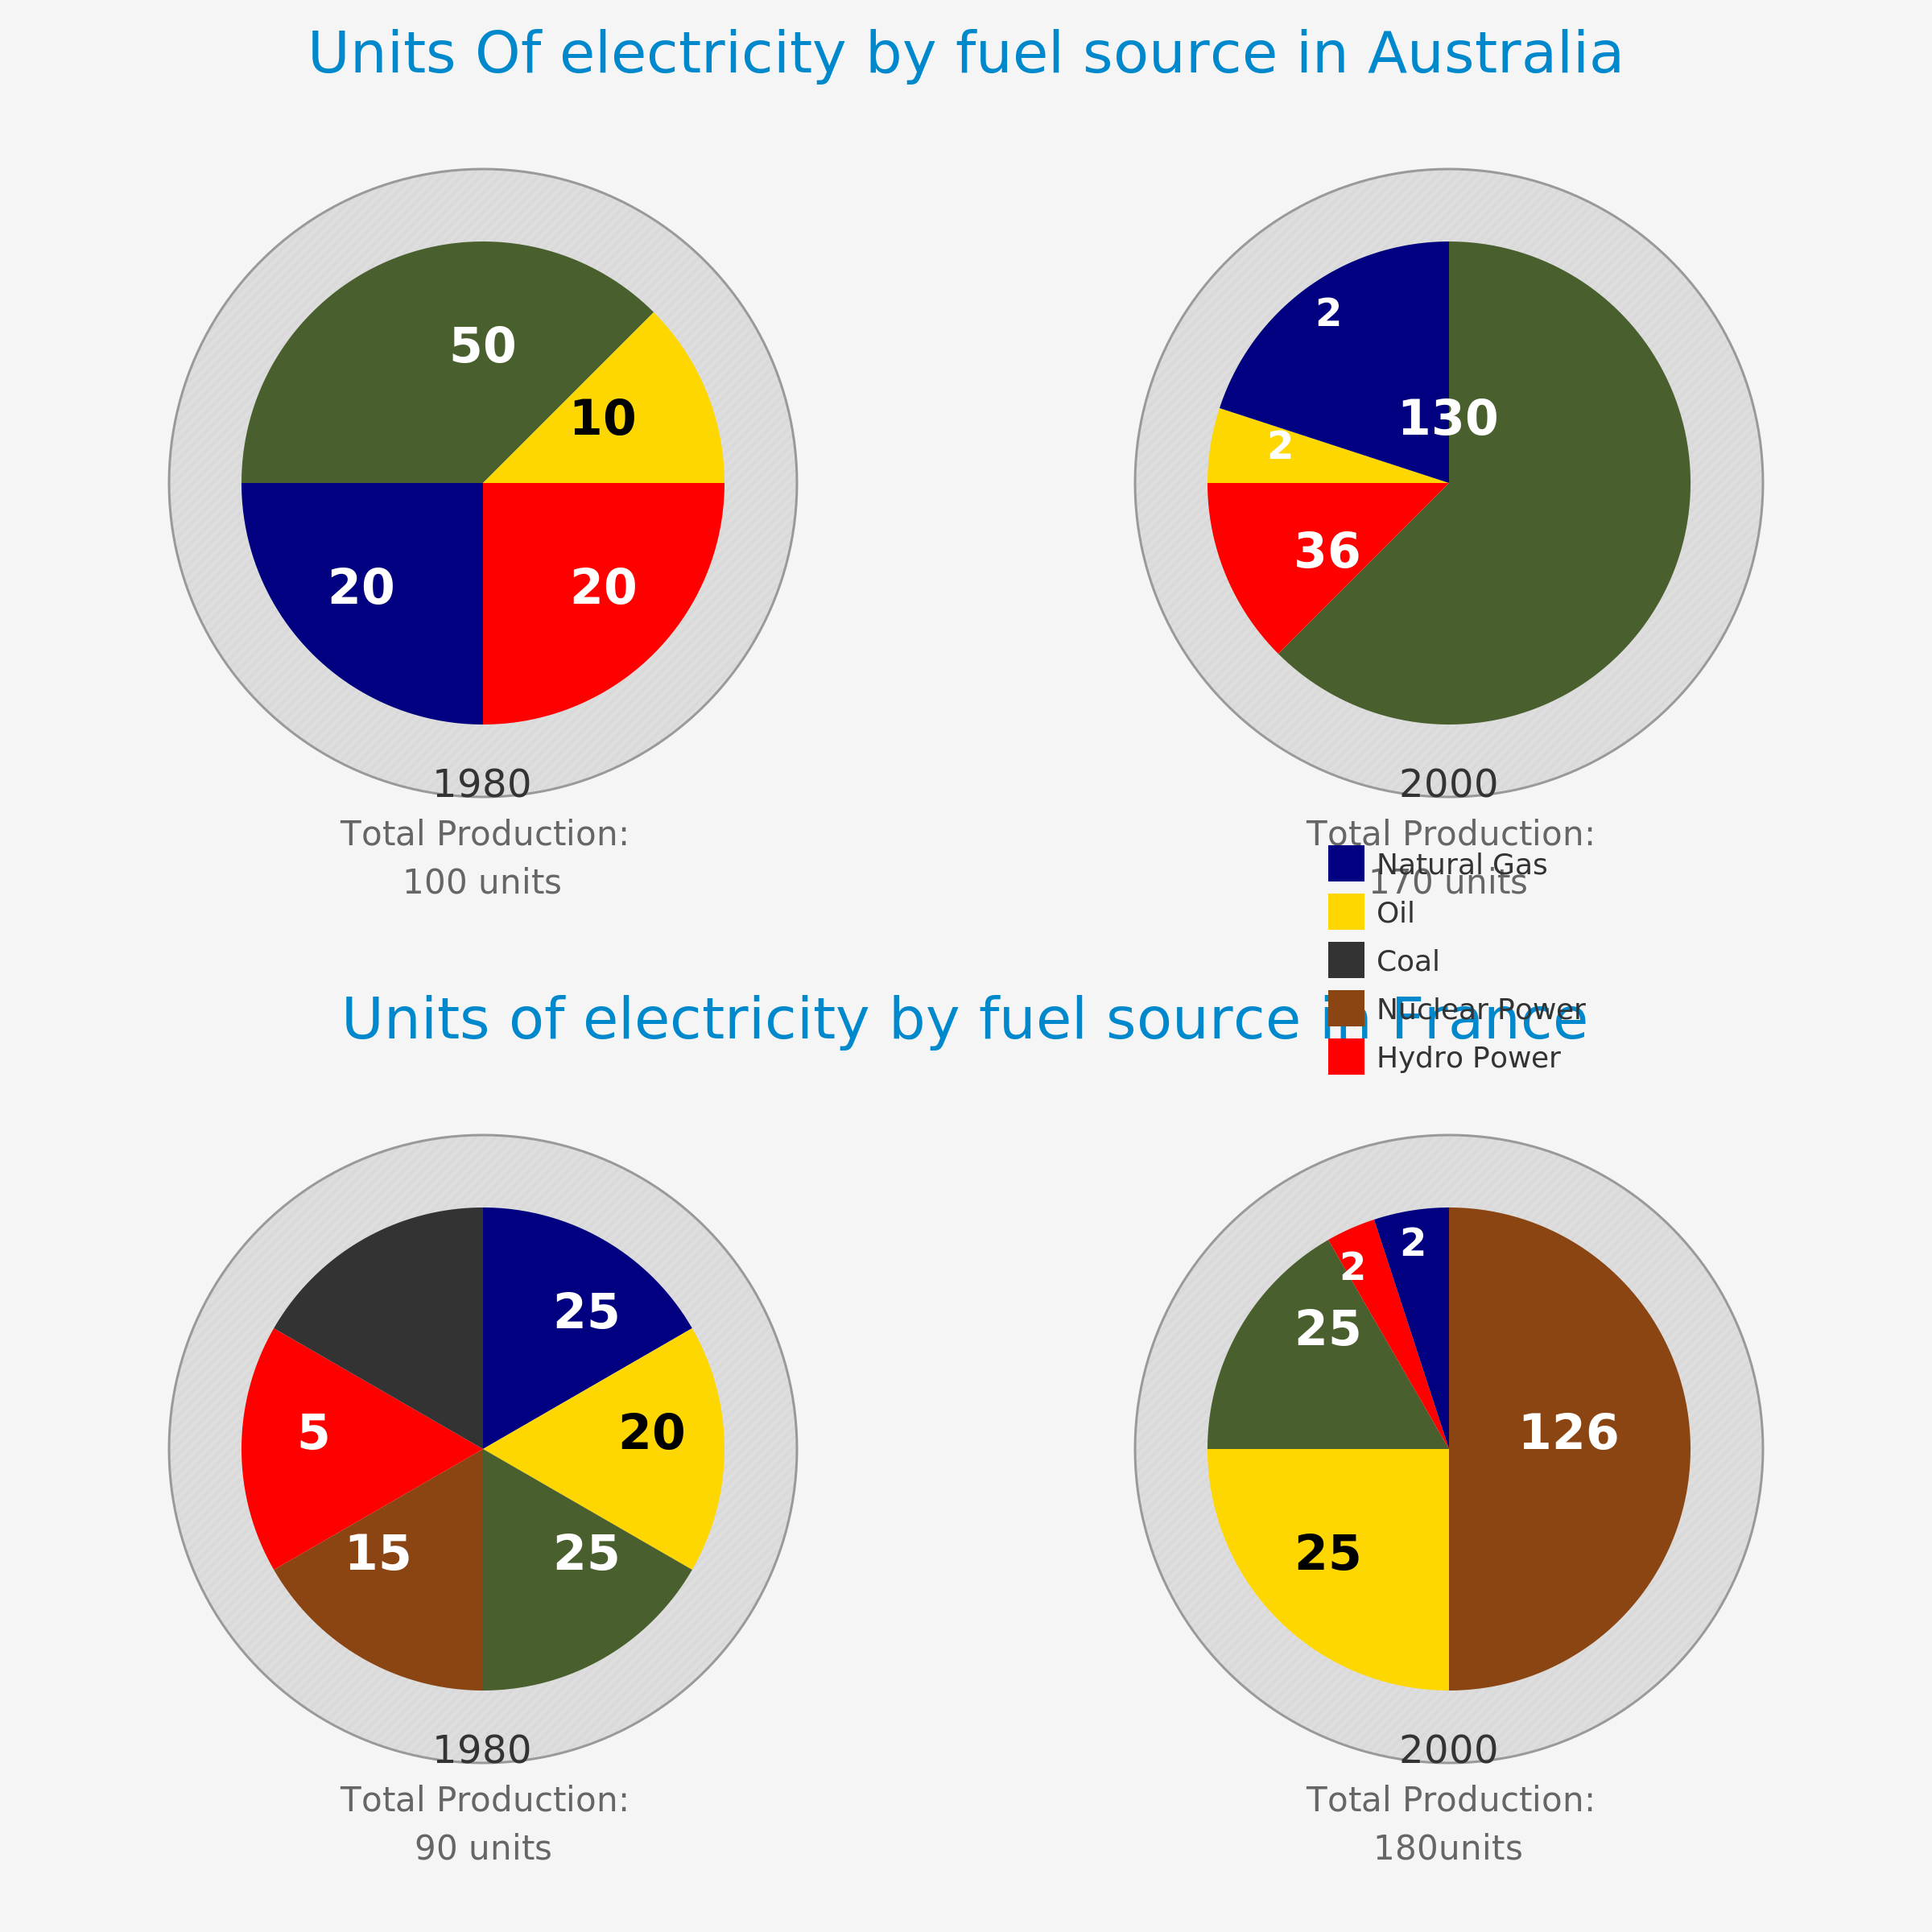 Units Of electricity by fuel source in Australia
50
10
20
20
2
130
2
36
1980
Total Production:
100 units
2000
Total Production:
170 units
Natural Gas
Oil
Coal
Nuclear Power
Hydro Power
Units of electricity by fuel source in France
25
20
5
15
25
2
2
25
126
25
1980
Total Production:
90 units
2000
Total Production:
180units